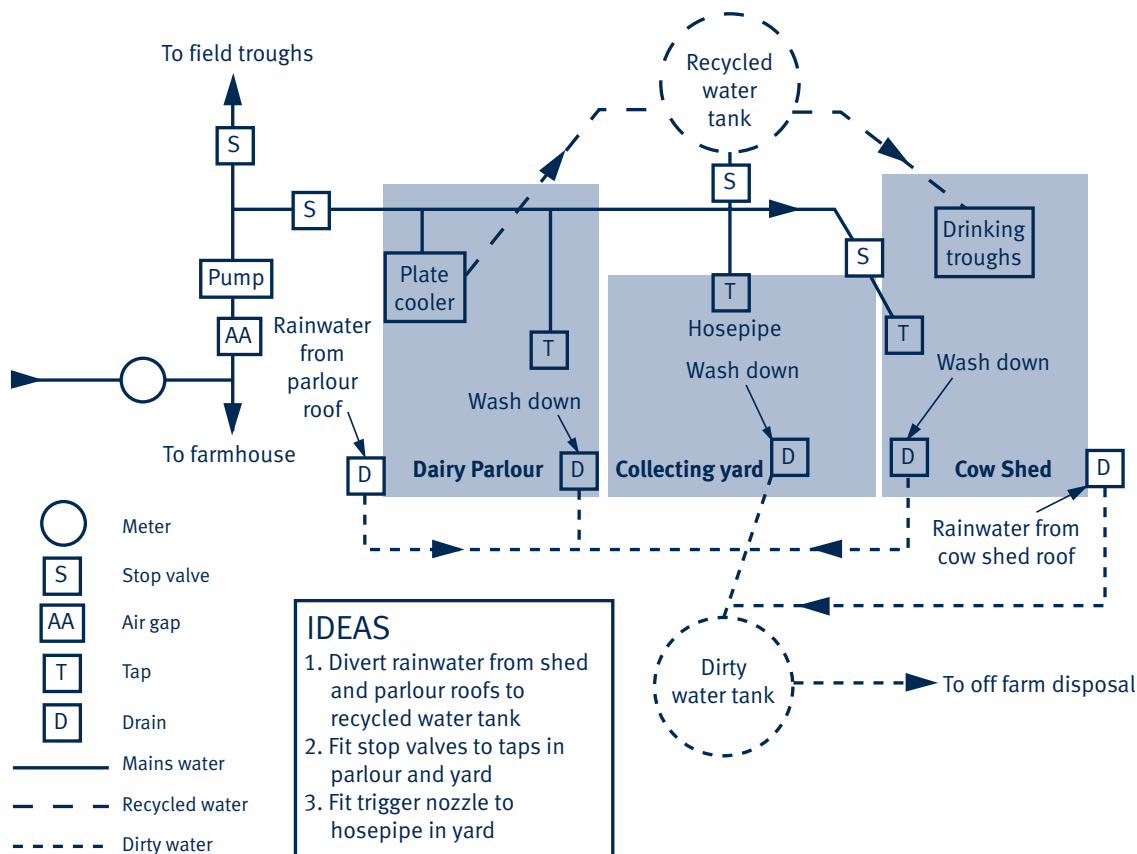 To field troughs
S
S
Pump
AA
Rainwater
from
parlour
roof
To farmhouse
Recycled
water
tank
S
Plate
cooler
T
Wash down
D
D
Dairy Parlour
T
Hosepipe
Wash down
D
Collecting yard
S
Drinking
troughs
T
Wash down
D
Cow Shed
D
Rainwater from
cow shed roof
Dirty
water tank
To off farm disposal
Meter
S
Stop valve
AA
Air gap
T
Tap
D
Drain
Mains water
Recycled water
Dirty water
IDEAS
1. Divert rainwater from shed
and parlour roofs to
recycled water tank
2. Fit stop valves to taps in
parlour and yard
3. Fit trigger nozzle to
hosepipe in yard